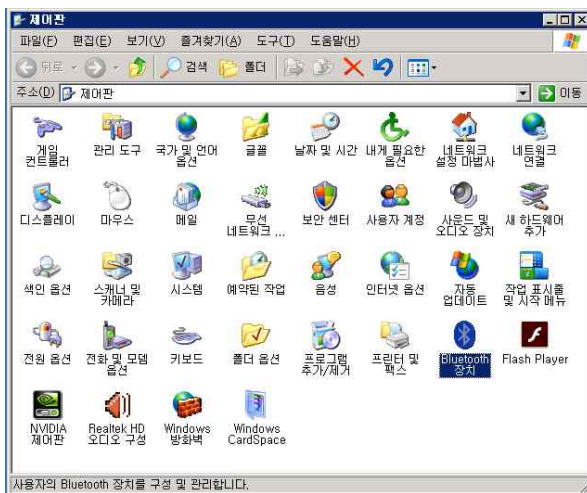 제어판
파일(F) 편집(E) 보기(V) 즐겨찾기(A) 도구(T) 도움말(H)
뒤로 검색 폴더
주소(D) 제어판 이동
게임 컨트롤러
관리 도구
국가 및 언어 옵션
글꼴
날짜 및 시간
내게 필요한 옵션
네트워크 설정 마법사
네트워크 연결
디스플레이
마우스
메일
무선 네트워크 ...
보안 센터
사용자 계정
사운드 및 오디오 장치
새 하드웨어 추가
색인 옵션
스캐너 및 카메라
시스템
예약된 작업
음성
인터넷 옵션
자동 업데이트
작업 표시줄 및 시작 메뉴
전원 옵션
전화 및 모뎀 옵션
키보드
폴더 옵션
프로그램 추가/제거
프린터 및 팩스
Bluetooth 장치
Flash Player
NVIDIA 제어판
Realtek HD 오디오 구성
Windows 방화벽
Windows CardSpace
사용자의 Bluetooth 장치를 구성 및 관리합니다.